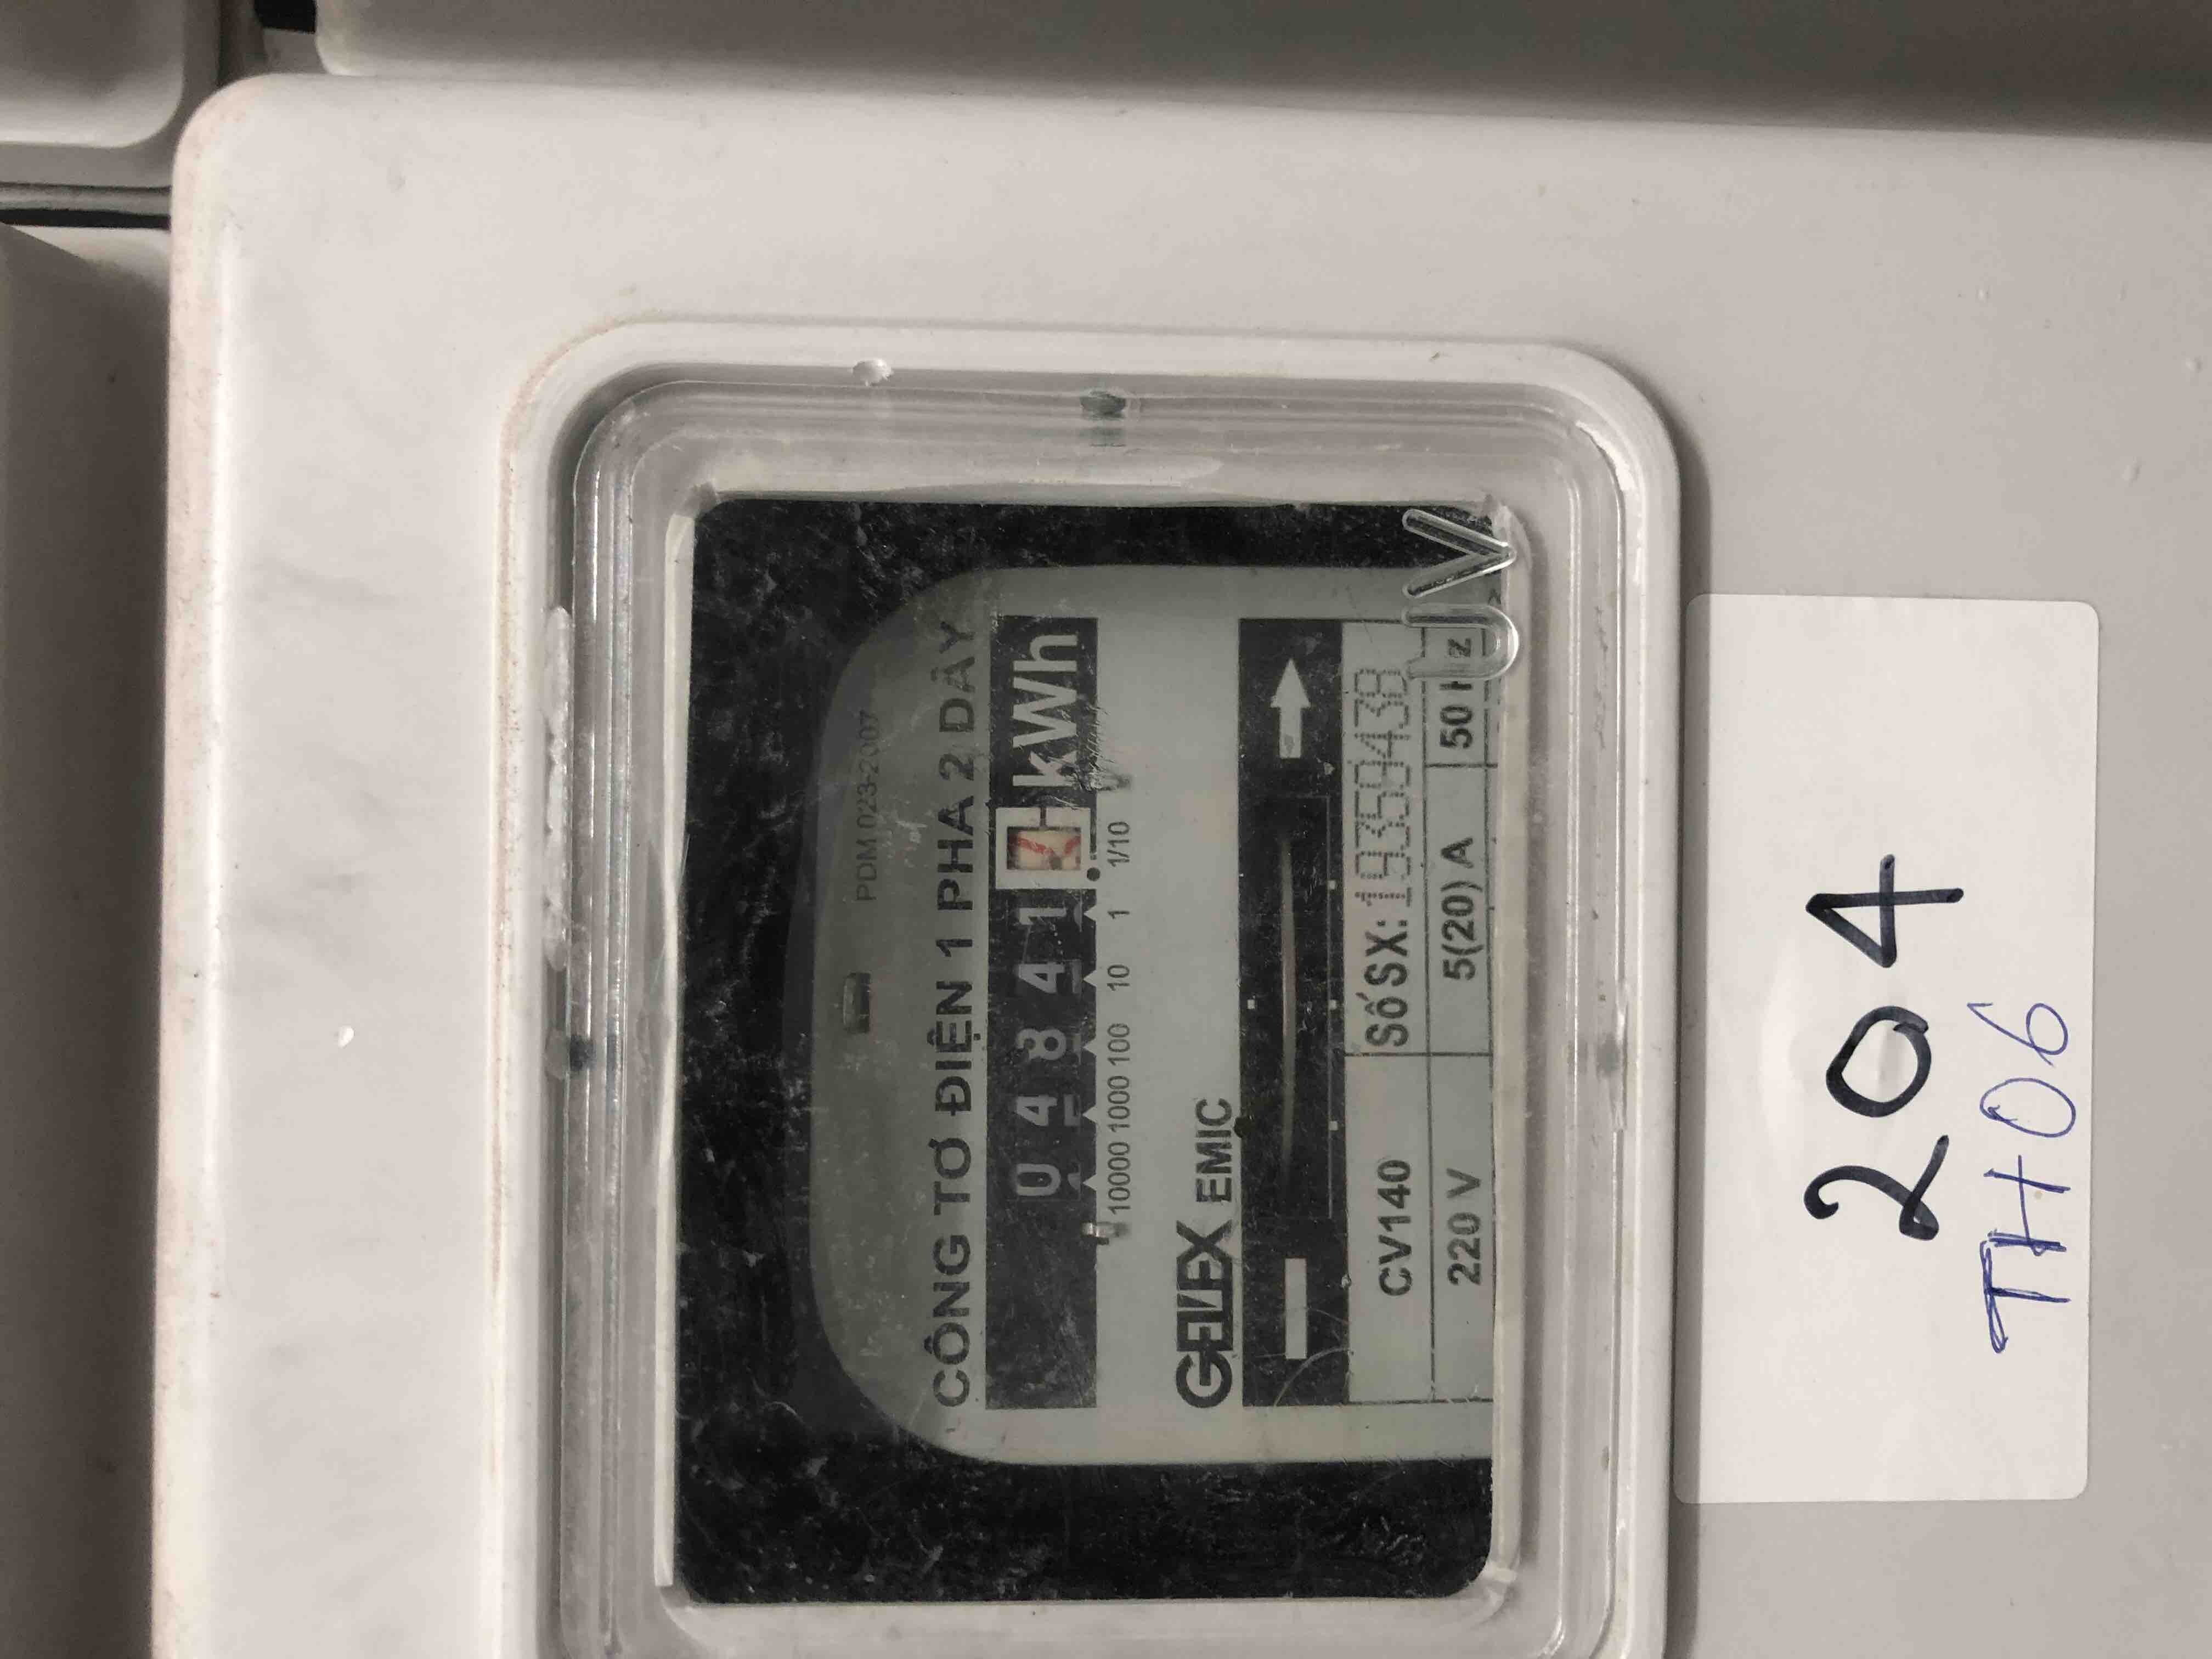 PDM 023-2007
CÔNG TƠ ĐIỆN 1 PHA 2 DÂY
0 4 8 4 1 kWh
10000 1000 100 10 1 1/10
GELEX EMIC
CV140 Số SX: 19359438
220 V 5(20) A 50 Hz
UV
204
TH06